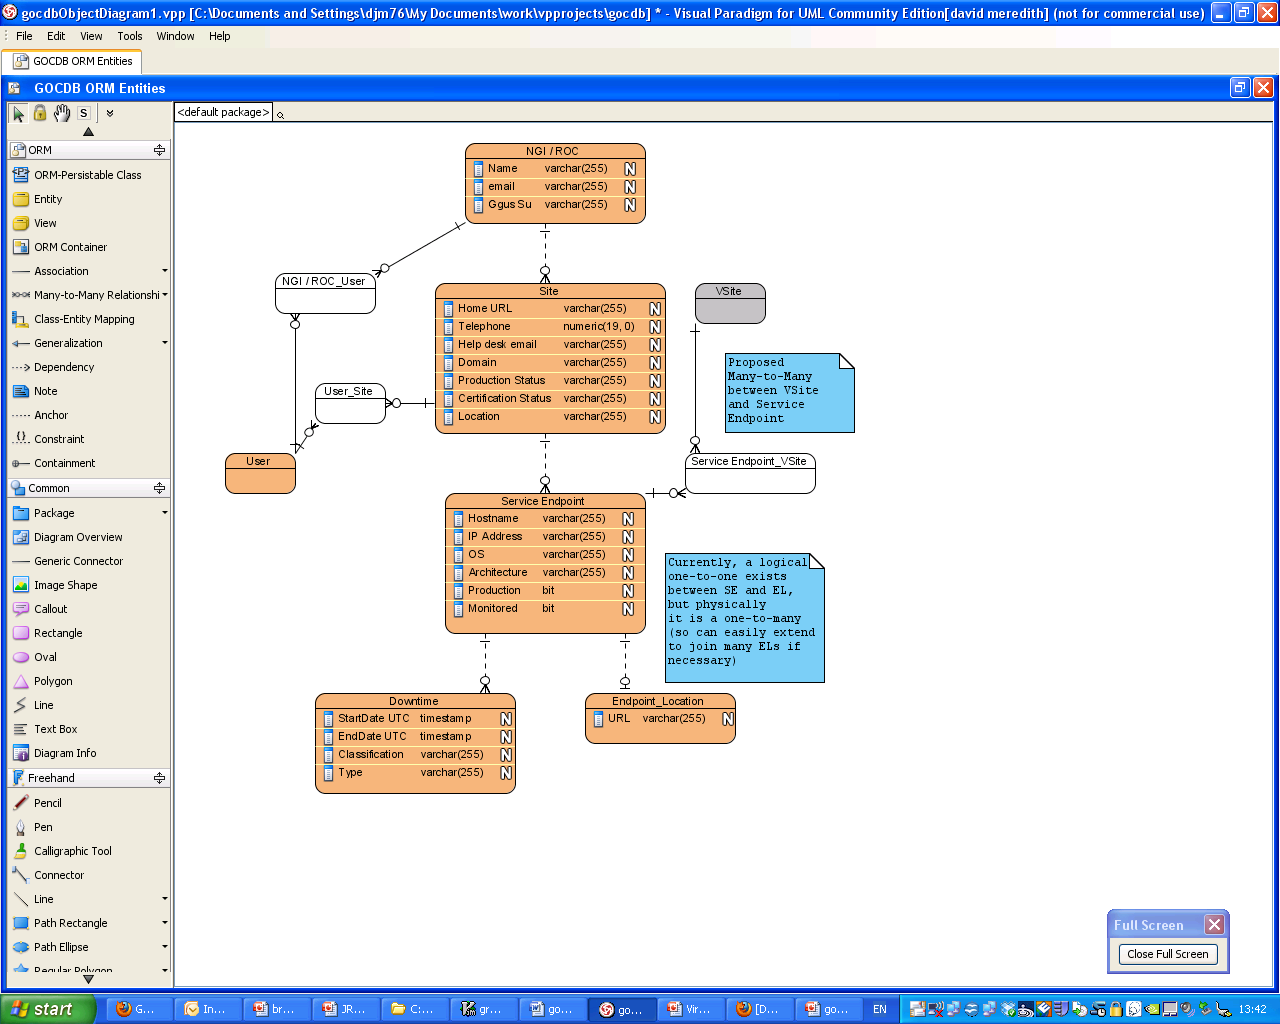 gocdbObjectDiagram1.vpp [C:\Documents and Settings\djm76\My Documents\work\vpprojects\gocdb] * - Visual Paradigm for UML Community Edition[david meredith] (not for commercial use)
File Edit View Tools Window Help
GOCDB ORM Entities
GOCDB ORM Entities
S
<default package>
ORM
ORM-Persistable Class
Entity
View
ORM Container
Association
Many-to-Many Relationshi
Class-Entity Mapping
Generalization
Dependency
Note
Anchor
Constraint
Containment
Common
Package
Diagram Overview
Generic Connector
Image Shape
Callout
Rectangle
Oval
Polygon
Line
Text Box
Diagram Info
Freehand
Pencil
Pen
Calligraphic Tool
Connector
Line
Path Rectangle
Path Ellipse
Regular Polygon
NGI / ROC
Name varchar(255) N
email varchar(255) N
Ggus Su varchar(255) N
NGI / ROC_User
Site
Home URL varchar(255) N
Telephone numeric(19, 0) N
Help desk email varchar(255) N
Domain varchar(255) N
Production Status varchar(255) N
Certification Status varchar(255) N
Location varchar(255) N
VSite
Proposed
Many-to-Many
between VSite
and Service
Endpoint
User_Site
User
Service Endpoint_VSite
Service Endpoint
Hostname varchar(255) N
IP Address varchar(255) N
OS varchar(255) N
Architecture varchar(255) N
Production bit N
Monitored bit N
Currently, a logical
one-to-one exists
between SE and EL,
but physically
it is a one-to-many
(so can easily extend
to join many ELs if
necessary)
Downtime
StartDate UTC timestamp N
EndDate UTC timestamp N
Classification varchar(255) N
Type varchar(255) N
Endpoint_Location
URL varchar(255) N
Full Screen
Close Full Screen
start G... In... br... JR... C:... gr... go... go... Vir... [D... go... EN 13:42